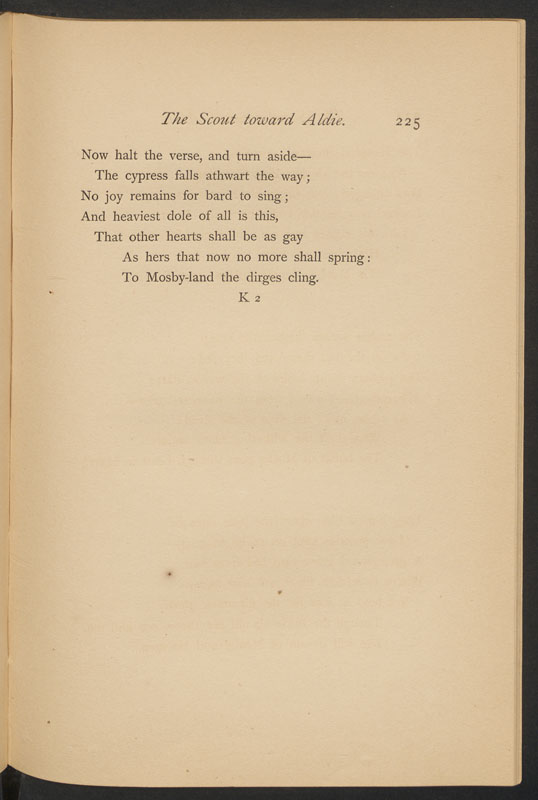 The Scout toward Aldie. 225
Now halt the verse, and turn aside—
The cypress falls athwart the way;
No joy remains for bard to sing;
And heaviest dole of all is this,
That other hearts shall be as gay
As hers that now no more shall spring:
To Mosby-land the dirges cling.
K 2